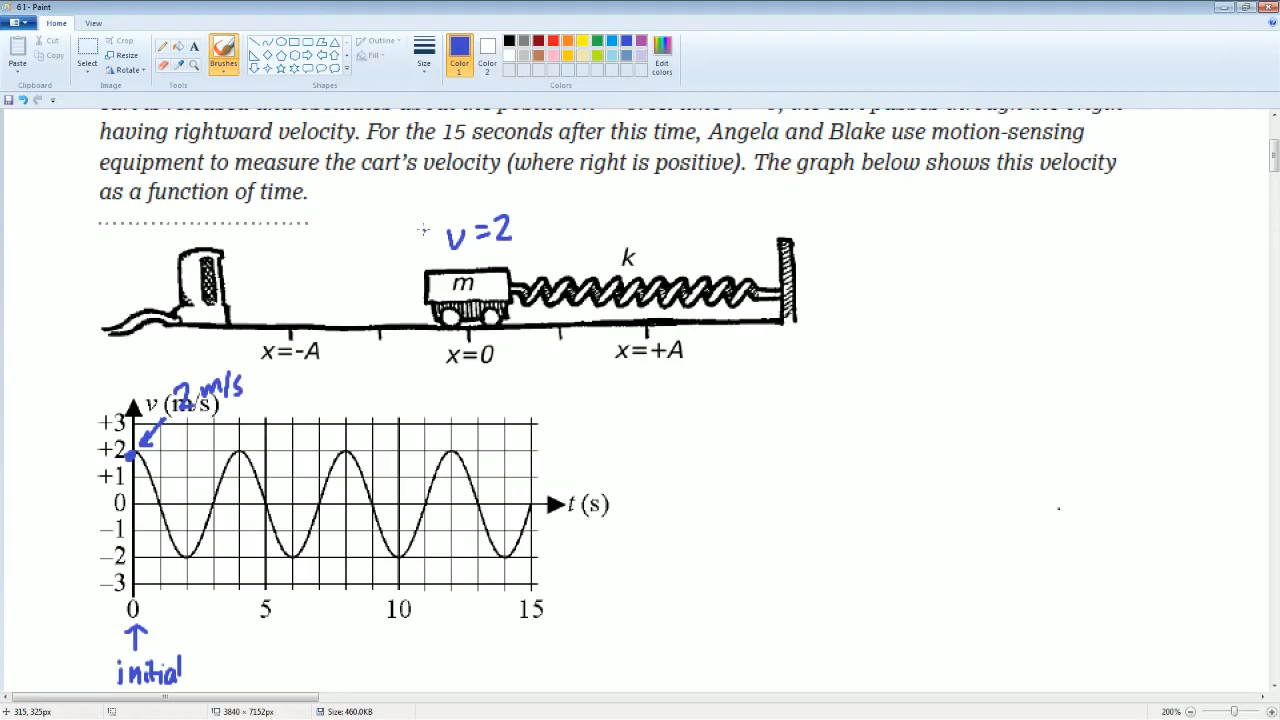 6 I - Paint
Home View
Paste
Cut
Copy
Clipboard
Select
Crop
Resize
Rotate
Image
A
Tools
Brushes
Shapes
Outline
Fill
Size
Color 1
Color 2
Edit colors
Colors
having rightward velocity. For the 15 seconds after this time, Angela and Blake use motion-sensing
equipment to measure the cart's velocity (where right is positive). The graph below shows this velocity
as a function of time.
v = 2
k
m
x=-A x=0 x=+A
2 m/s
v (m/s)
+3
+2
+1
0
−1
−2
−3
t (s)
0 5 10 15
initial
315, 325px 3840 × 7152px Size: 460.0KB 200%